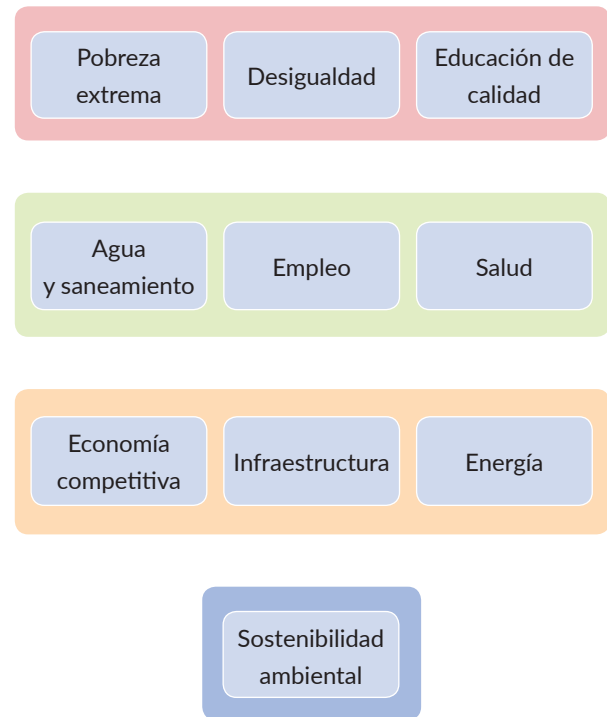 Pobreza
extrema
Desigualdad
Educación de
calidad
Agua
y saneamiento
Empleo
Salud
Economía
competitiva
Infraestructura
Energía
Sostenibilidad
ambiental